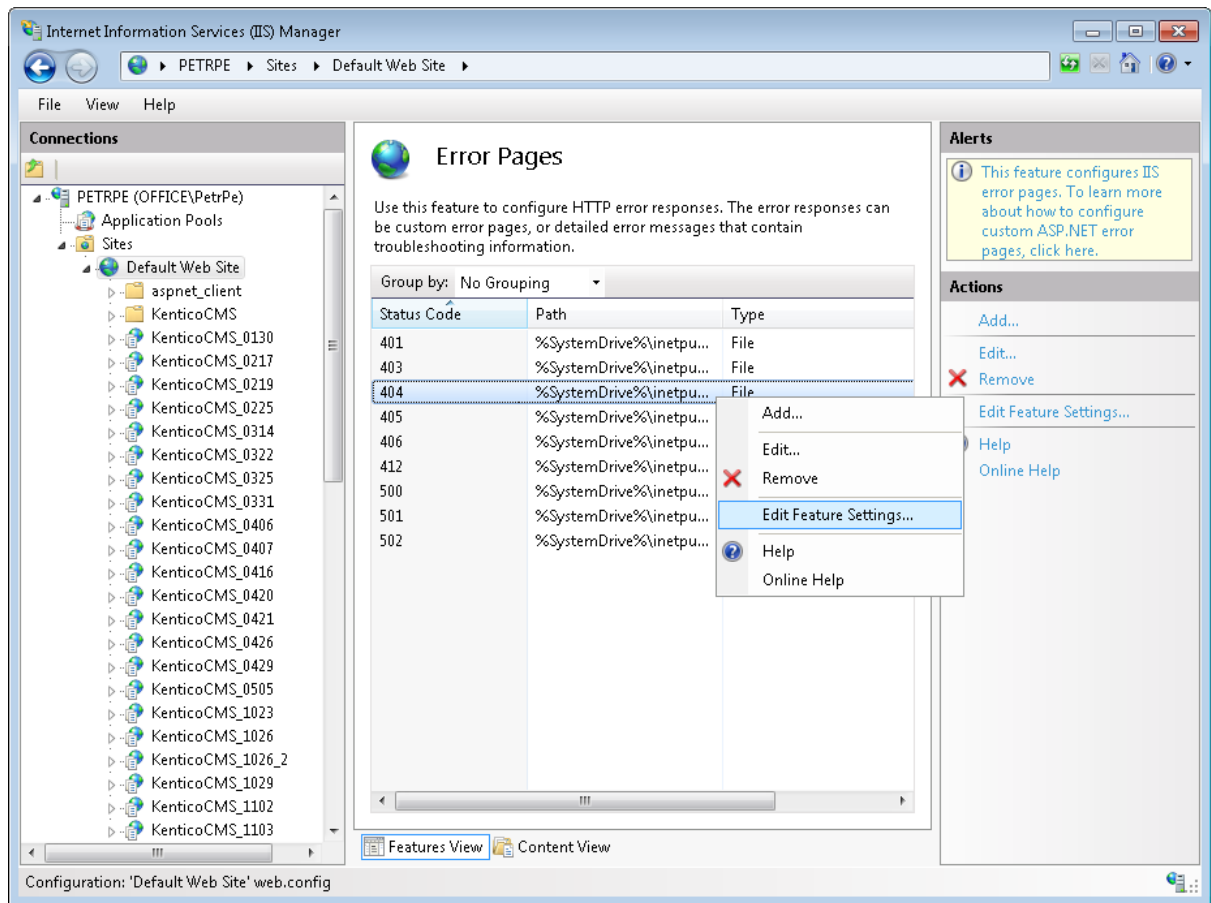 Internet Information Services (IIS) Manager
PETRPE Sites Default Web Site
File View Help
Connections
PETRPE (OFFICE\PetrPe)
Application Pools
Sites
Default Web Site
aspnet_client
KenticoCMS
KenticoCMS_0130
KenticoCMS_0217
KenticoCMS_0219
KenticoCMS_0225
KenticoCMS_0314
KenticoCMS_0322
KenticoCMS_0325
KenticoCMS_0331
KenticoCMS_0406
KenticoCMS_0407
KenticoCMS_0416
KenticoCMS_0420
KenticoCMS_0421
KenticoCMS_0426
KenticoCMS_0429
KenticoCMS_0505
KenticoCMS_1023
KenticoCMS_1026
KenticoCMS_1026_2
KenticoCMS_1029
KenticoCMS_1102
KenticoCMS_1103
Error Pages
Use this feature to configure HTTP error responses. The error responses can
be custom error pages, or detailed error messages that contain
troubleshooting information.
Group by: No Grouping
Status Code Path Type
401 %SystemDrive%\inetpu... File
403 %SystemDrive%\inetpu... File
404 %SystemDrive%\inetpu... File
405 %SystemDrive%\inetpu...
406 %SystemDrive%\inetpu...
412 %SystemDrive%\inetpu...
500 %SystemDrive%\inetpu...
501 %SystemDrive%\inetpu...
502 %SystemDrive%\inetpu...
Add...
Edit...
Remove
Edit Feature Settings...
Help
Online Help
Features View Content View
Alerts
This feature configures IIS
error pages. To learn more
about how to configure
custom ASP.NET error
pages, click here.
Actions
Add...
Edit...
Remove
Edit Feature Settings...
Help
Online Help
Configuration: 'Default Web Site' web.config